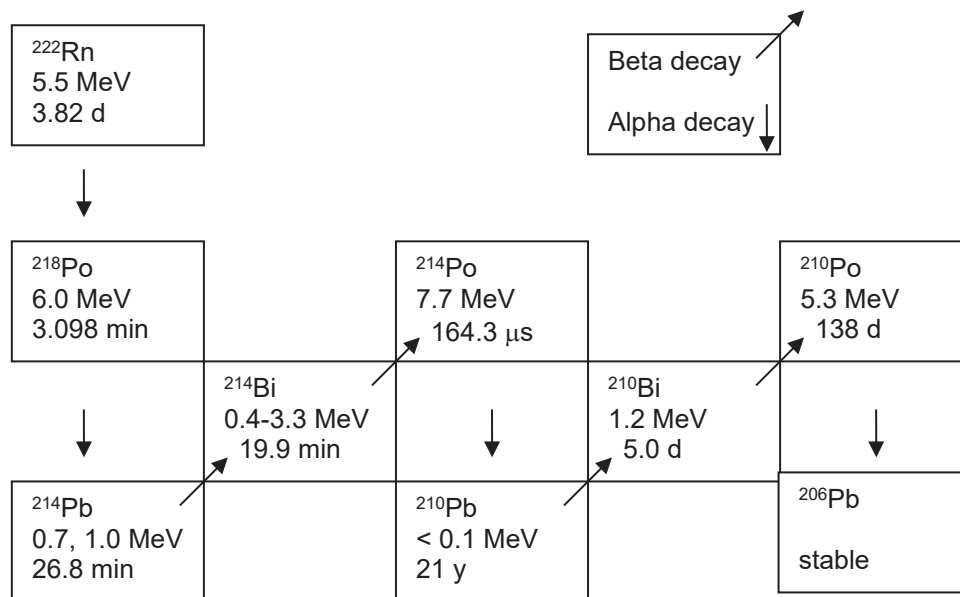 ²²²Rn
5.5 MeV
3.82 d
Beta decay
Alpha decay
²¹⁸Po
6.0 MeV
3.098 min
²¹⁴Po
7.7 MeV
164.3 μs
²¹⁰Po
5.3 MeV
138 d
²¹⁴Bi
0.4-3.3 MeV
19.9 min
²¹⁰Bi
1.2 MeV
5.0 d
²¹⁴Pb
0.7, 1.0 MeV
26.8 min
²¹⁰Pb
< 0.1 MeV
21 y
²⁰⁶Pb
stable